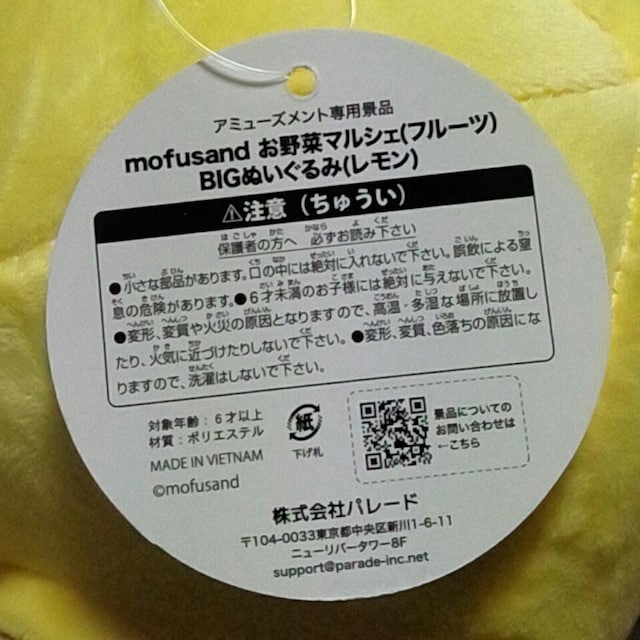 アミューズメント専用景品
mofusand お野菜マルシェ(フルーツ)
BIGぬいぐるみ(レモン)
⚠注意（ちゅうい）
保護者の方へ 必ずお読み下さい
●小さな部品があります。口の中には絶対に入れないで下さい。誤飲による窒
息の危険があります。●6才未満のお子様には絶対に与えないで下さい。
●変形、変質や火災の原因となりますので、高温・多湿な場所に放置し
たり、火気に近づけたりしないで下さい。●変形、変質、色落ちの原因にな
りますので、洗濯はしないで下さい。
対象年齢：6才以上
材質：ポリエステル
MADE IN VIETNAM
©mofusand
紙
下げ札
景品についての
お問い合わせは
←こちら
株式会社パレード
〒104-0033東京都中央区新川1-6-11
ニューリバータワー8F
support@parade-inc.net